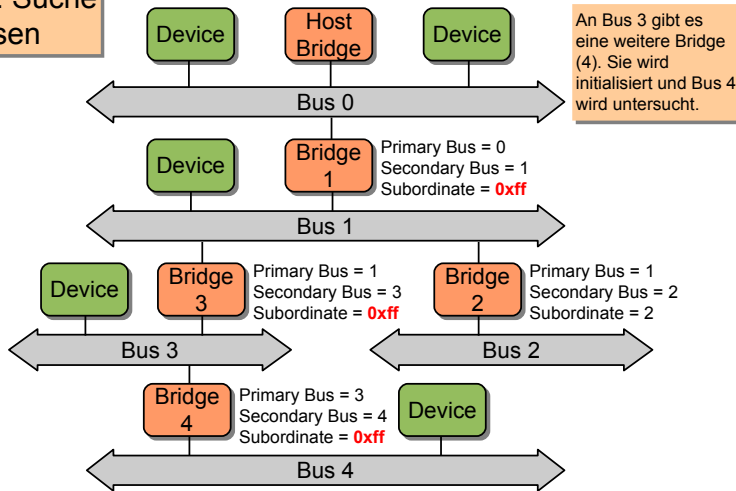 Suche
Device
Host
Bridge
Device
An Bus 3 gibt es
eine weitere Bridge
(4). Sie wird
initialisiert und Bus 4
wird untersucht.
Bus 0
Device
Bridge
1
Primary Bus = 0
Secondary Bus = 1
Subordinate = 0xff
Bus 1
Device
Bridge
3
Primary Bus = 1
Secondary Bus = 3
Subordinate = 0xff
Bridge
2
Primary Bus = 1
Secondary Bus = 2
Subordinate = 2
Bus 3
Bus 2
Bridge
4
Primary Bus = 3
Secondary Bus = 4
Subordinate = 0xff
Device
Bus 4